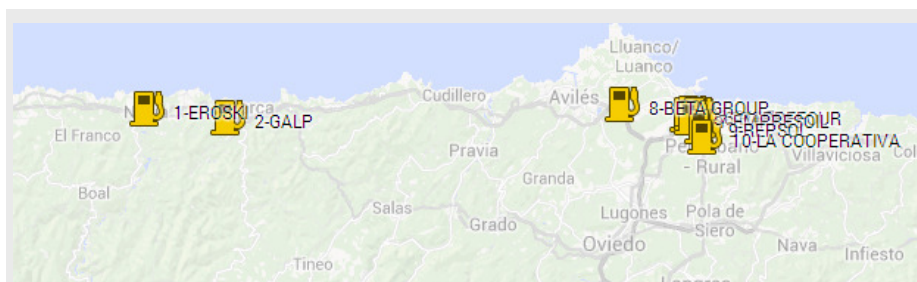 Lluanco/
Luanco
Cudillero
Avilés
1-EROSKI
2-GALP
8-BETA GROUP
El Franco
9-REPSOL
10-LA COOPERATIVA
Pravia
- Rural
Villaviciosa
Col
Boal
Granda
Salas
Grado
Lugones
Pola de
Siero
Oviedo
Nava
Infiesto
Tineo